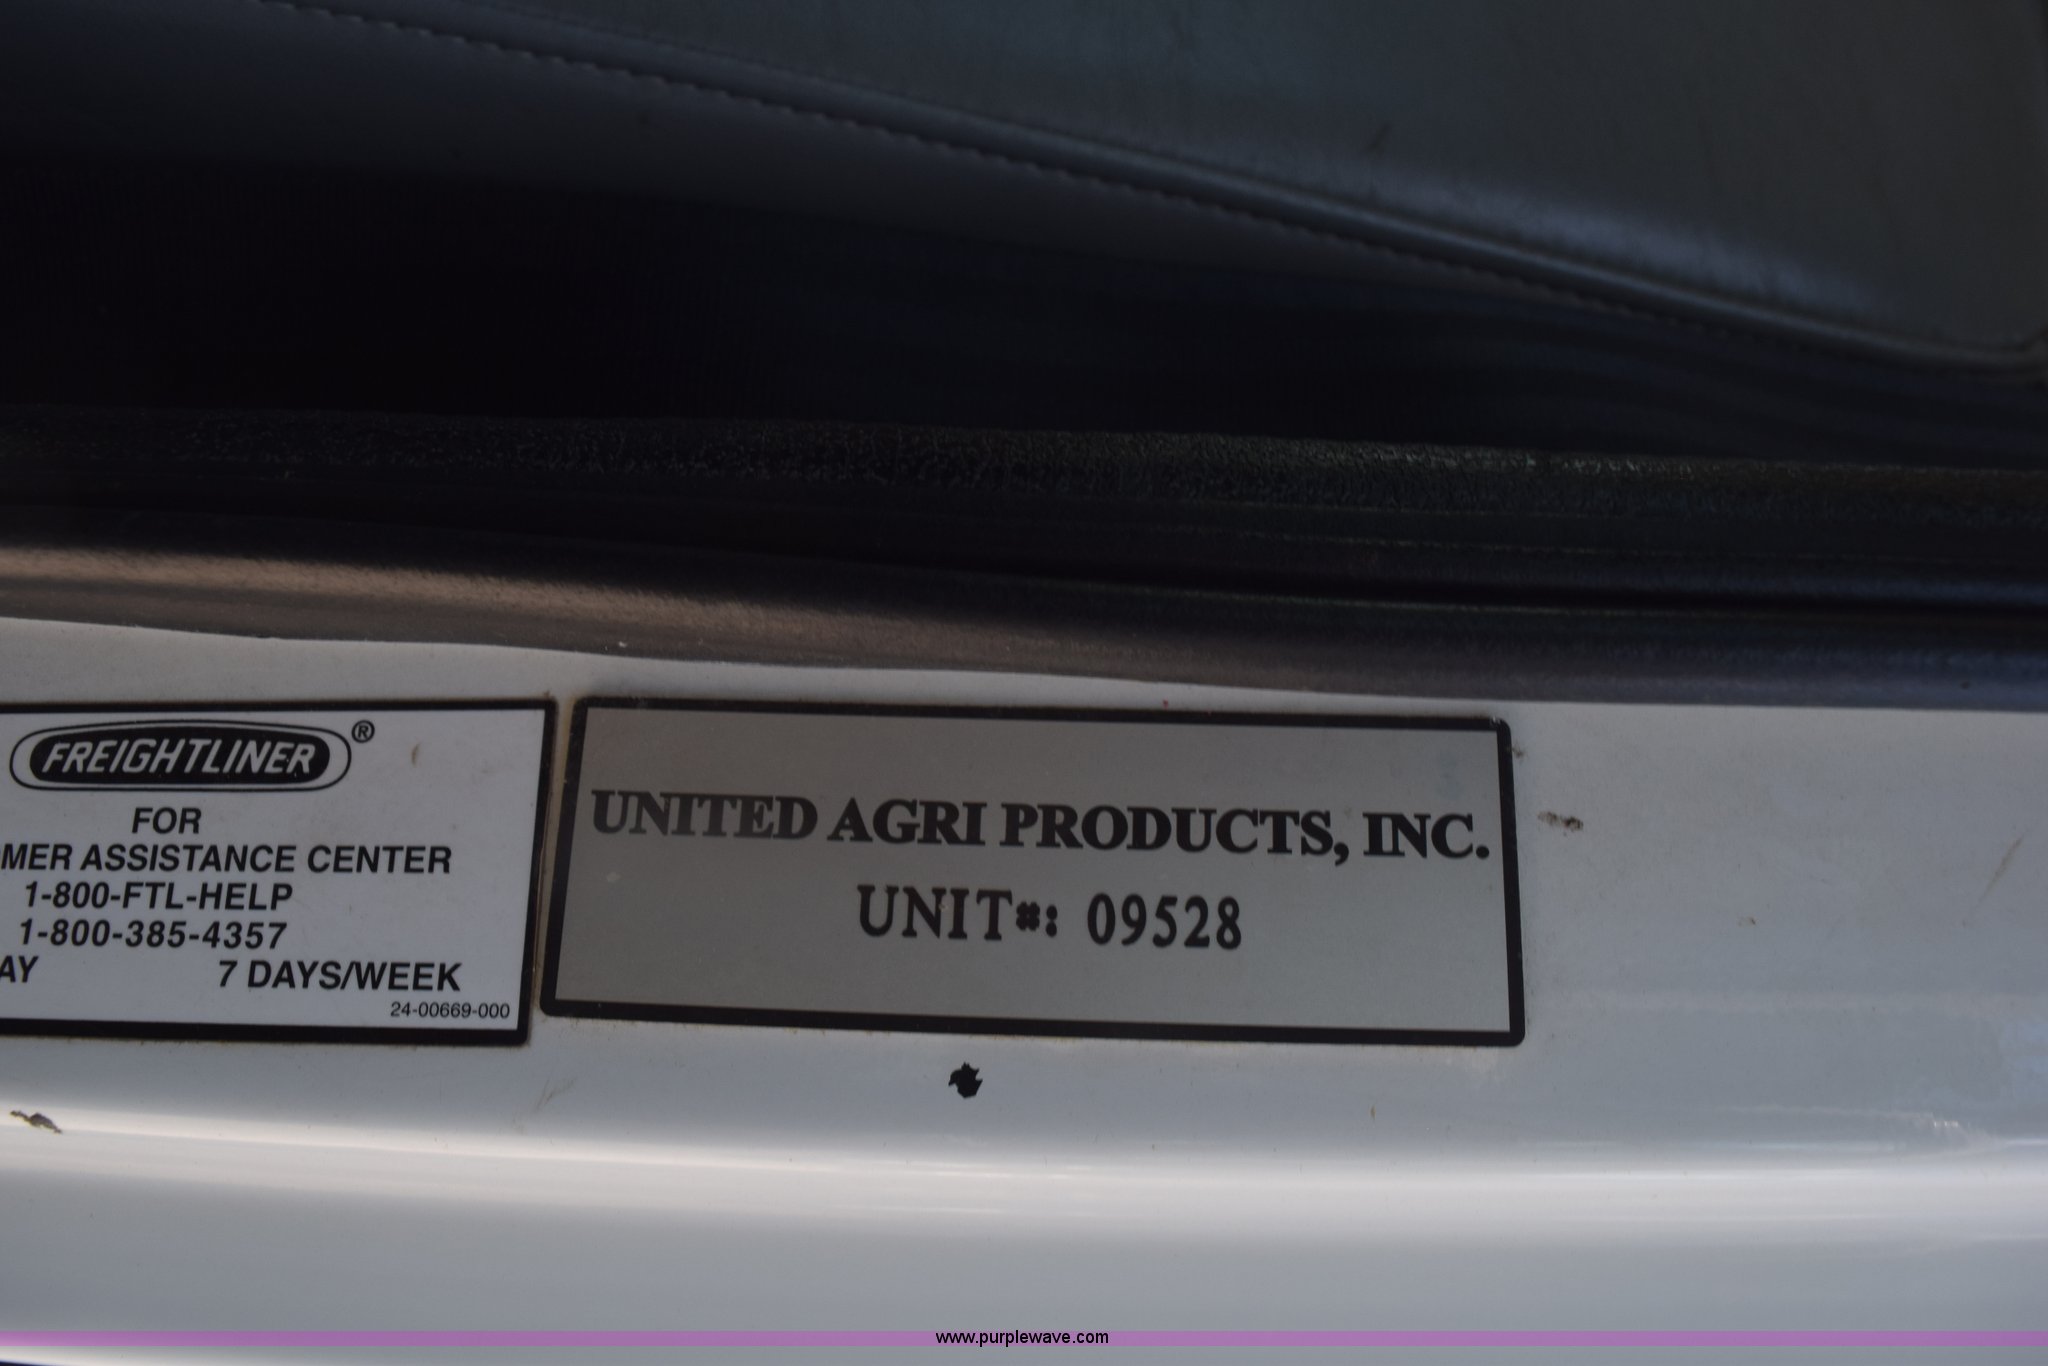 FREIGHTLINER®
FOR
MER ASSISTANCE CENTER
1-800-FTL-HELP
1-800-385-4357
AY 7 DAYS/WEEK
24-00669-000
UNITED AGRI PRODUCTS, INC.
UNIT#: 09528
www.purplewave.com